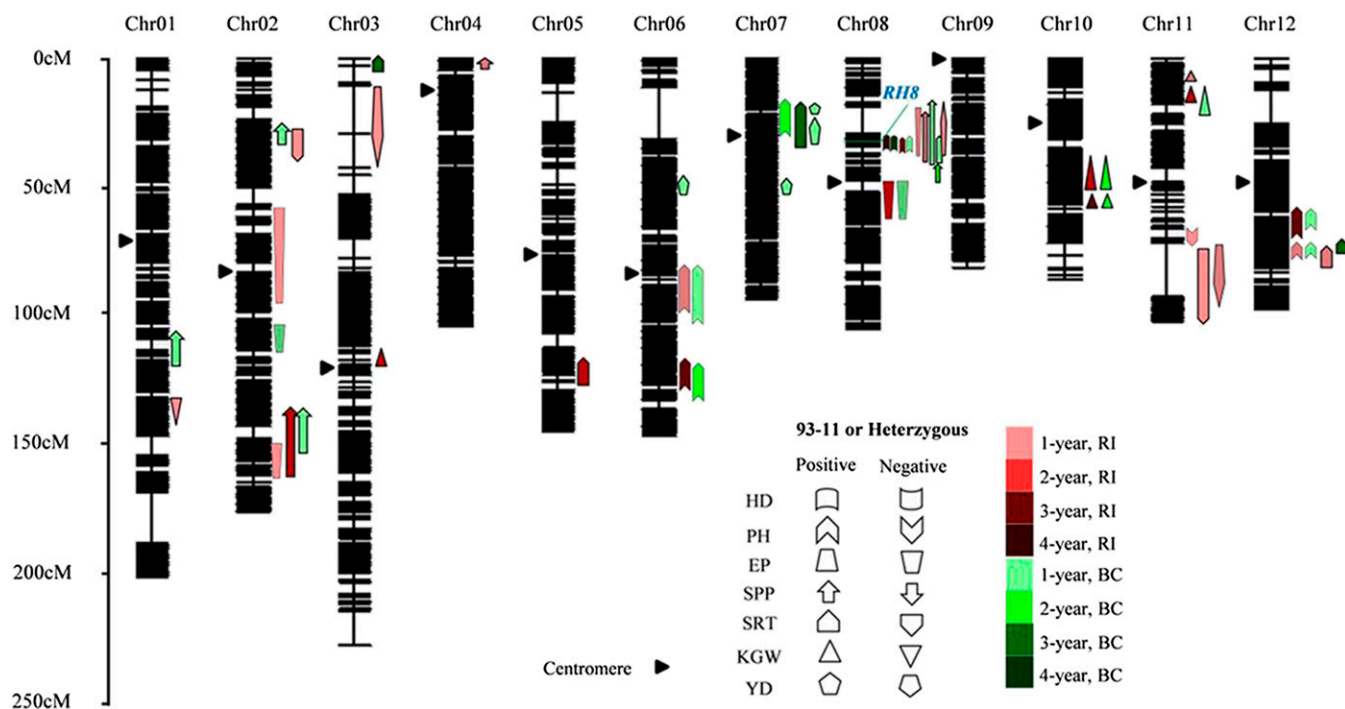 Chr01 Chr02 Chr03 Chr04 Chr05 Chr06 Chr07 Chr08 Chr09 Chr10 Chr11 Chr12
0cM
RH8
50cM
100cM
150cM
200cM
250cM
93-11 or Heterzygous
Positive Negative
HD
PH
EP
SPP
SRT
KGW
YD
Centromere
1-year, RI
2-year, RI
3-year, RI
4-year, RI
1-year, BC
2-year, BC
3-year, BC
4-year, BC